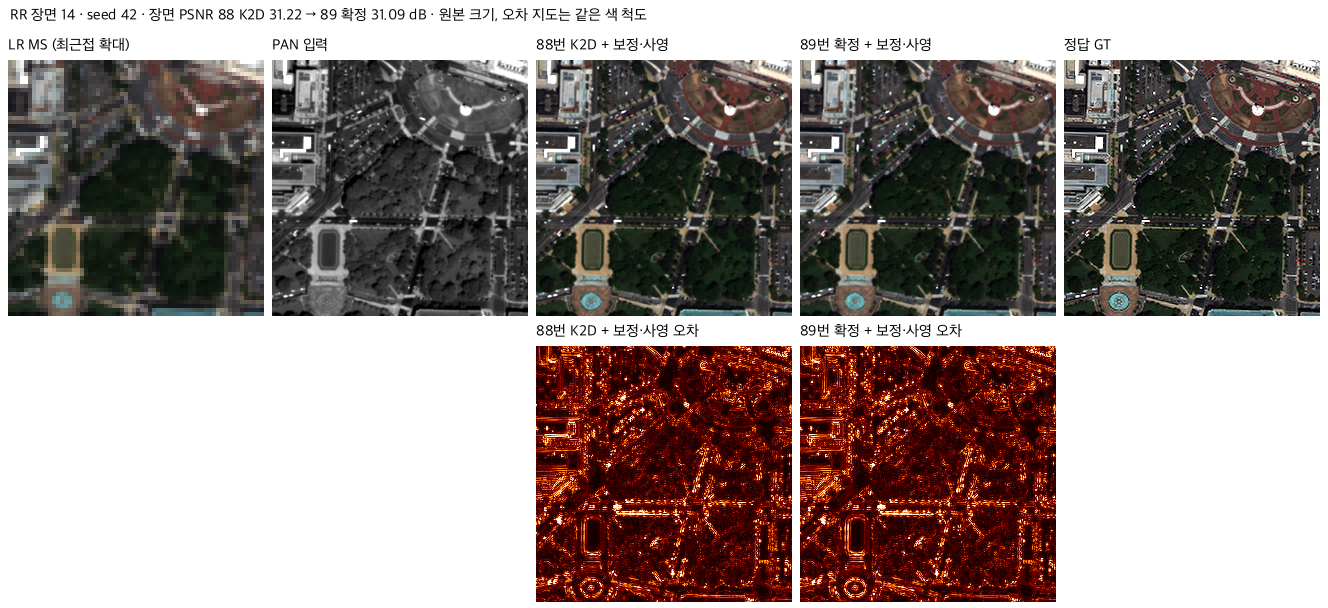 RR 장면 14 · seed 42 · 장면 PSNR 88 K2D 31.22 → 89 확정 31.09 dB · 원본 크기, 오차 지도는 같은 색 척도
LR MS (최근접 확대)
PAN 입력
88번 K2D + 보정·사영
89번 확정 + 보정·사영
정답 GT
88번 K2D + 보정·사영 오차
89번 확정 + 보정·사영 오차